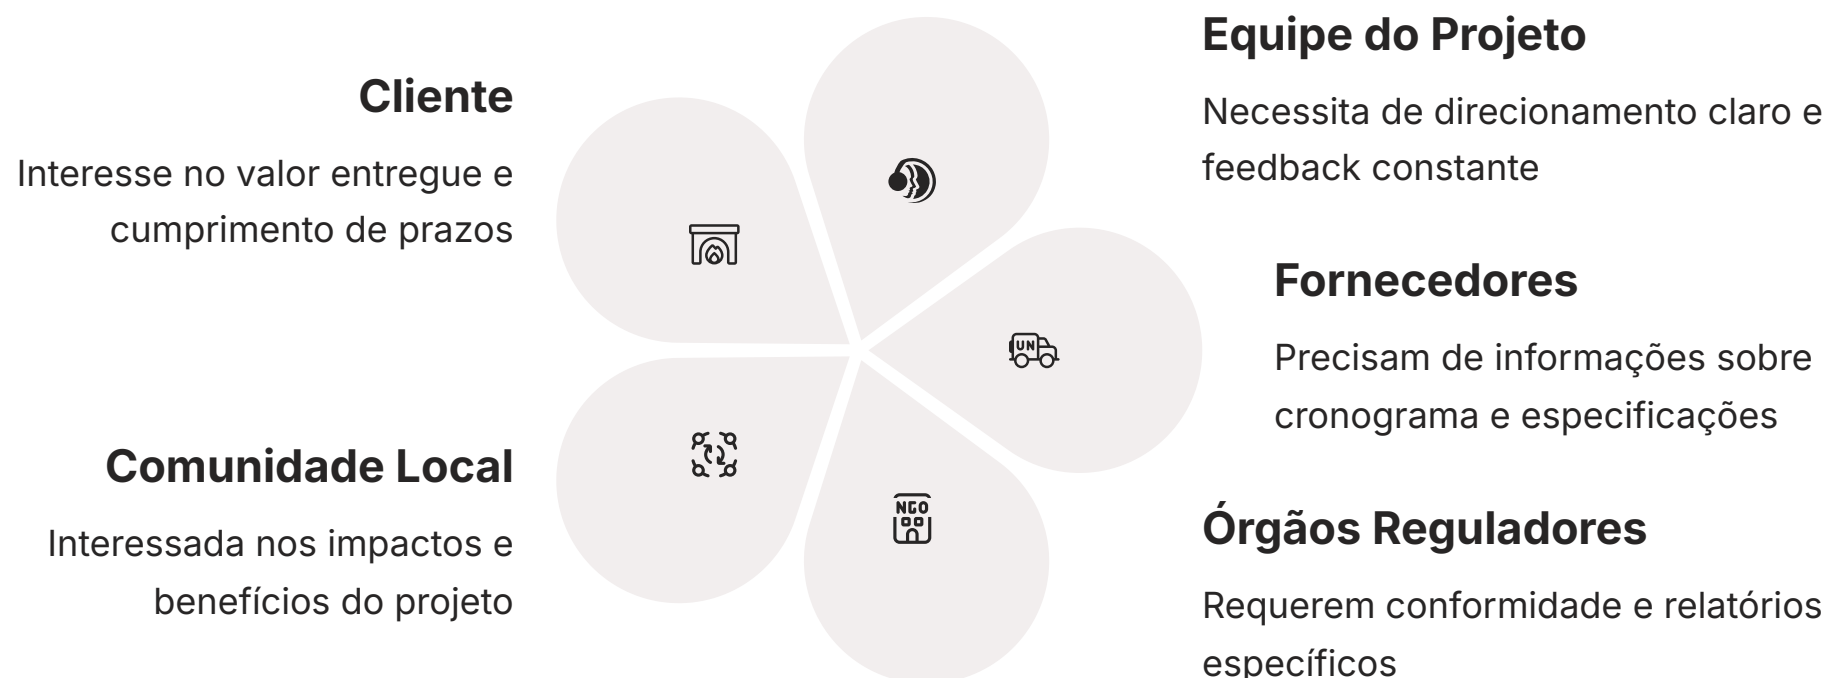 Cliente
Interesse no valor entregue e
cumprimento de prazos
Equipe do Projeto
Necessita de direcionamento claro e
feedback constante
Fornecedores
Precisam de informações sobre
cronograma e especificações
UN
Comunidade Local
Interessada nos impactos e
benefícios do projeto
NGO
Órgãos Reguladores
Requerem conformidade e relatórios
específicos